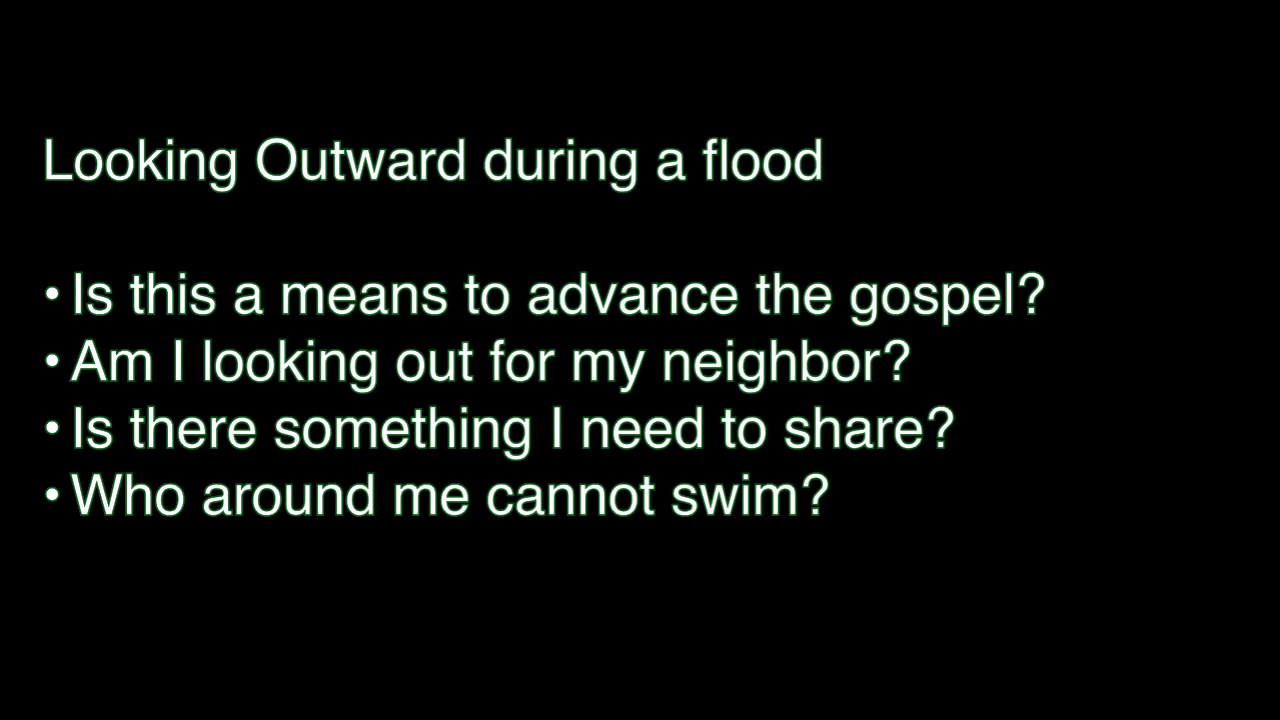 Looking Outward during a flood
• Is this a means to advance the gospel?
• Am I looking out for my neighbor?
• Is there something I need to share?
• Who around me cannot swim?